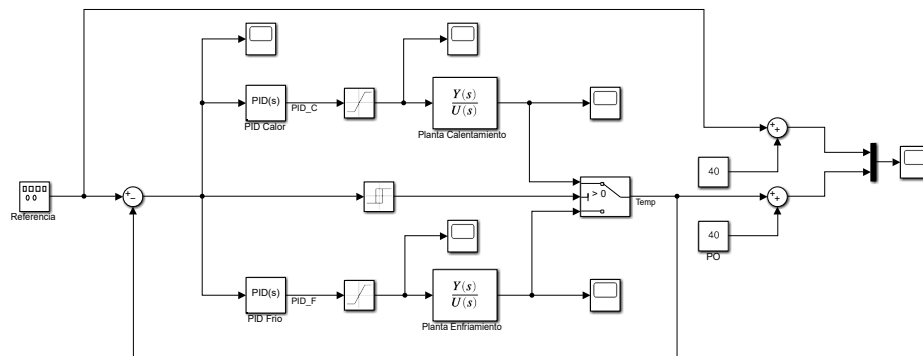 PID(s)
PID_C
PID Calor
Y(s)
U(s)
Planta Calentamiento
+
+
40
Referencia
+
−
> 0
Temp
+
+
40
PO
PID(s)
PID_F
PID Frio
Y(s)
U(s)
Planta Enfriamiento